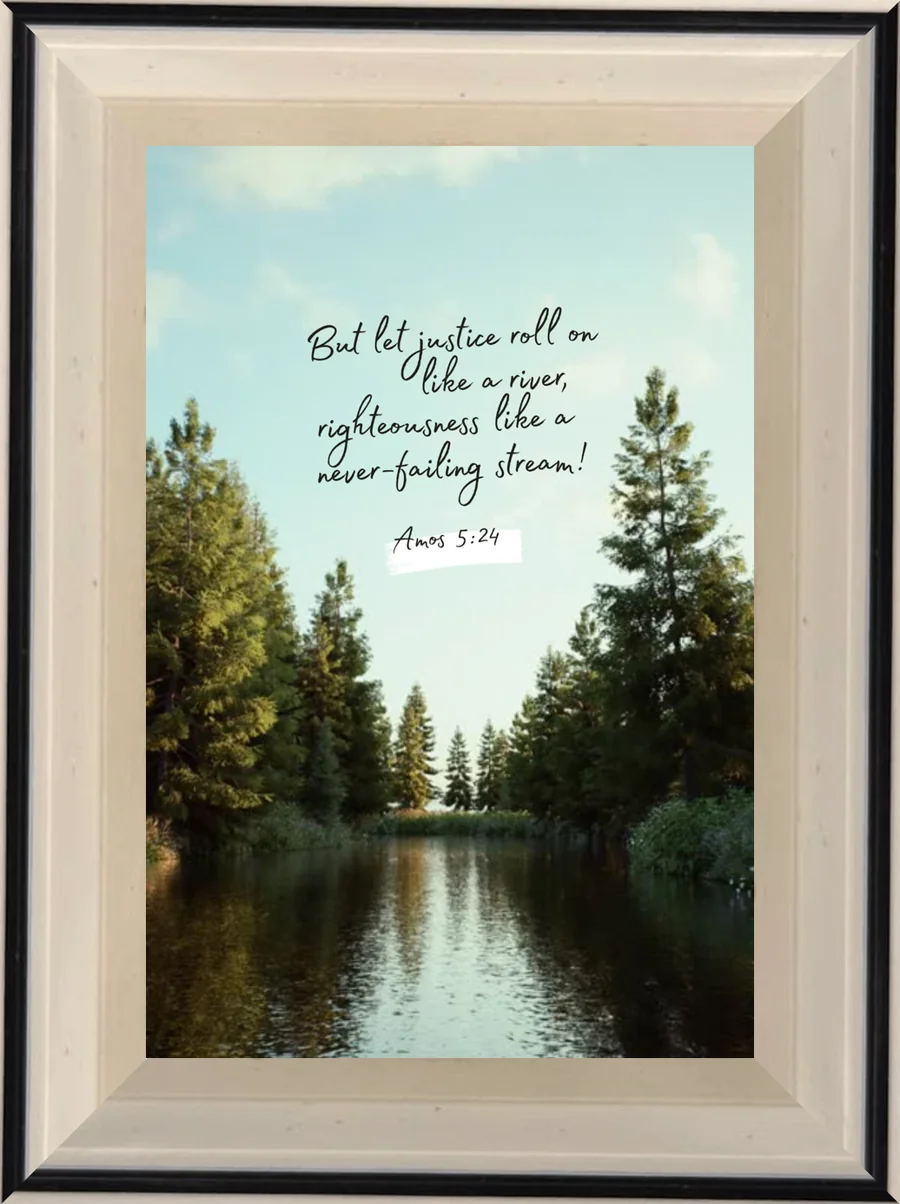 But let justice roll on
like a river,
righteousness like a
never-failing stream!
Amos 5:24